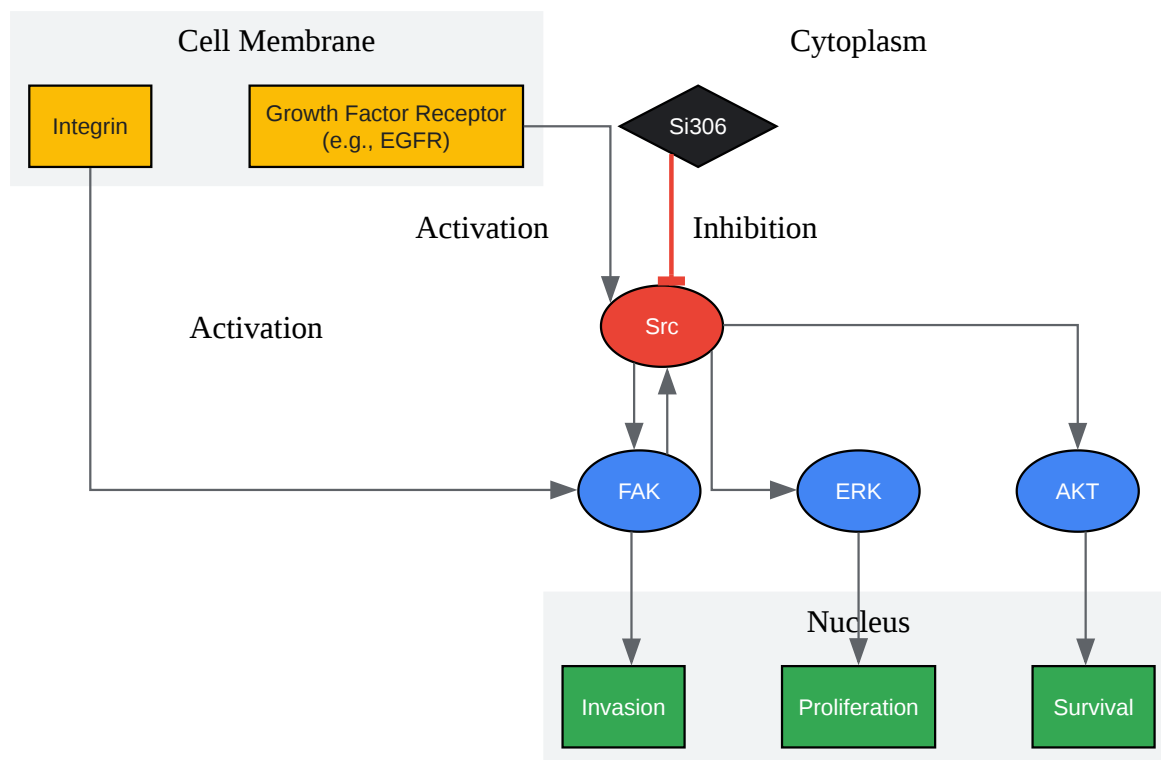 Cell Membrane
Cytoplasm
Integrin
Growth Factor Receptor
(e.g., EGFR)
Si306
Activation
Inhibition
Src
Activation
FAK
ERK
AKT
Nucleus
Invasion
Proliferation
Survival